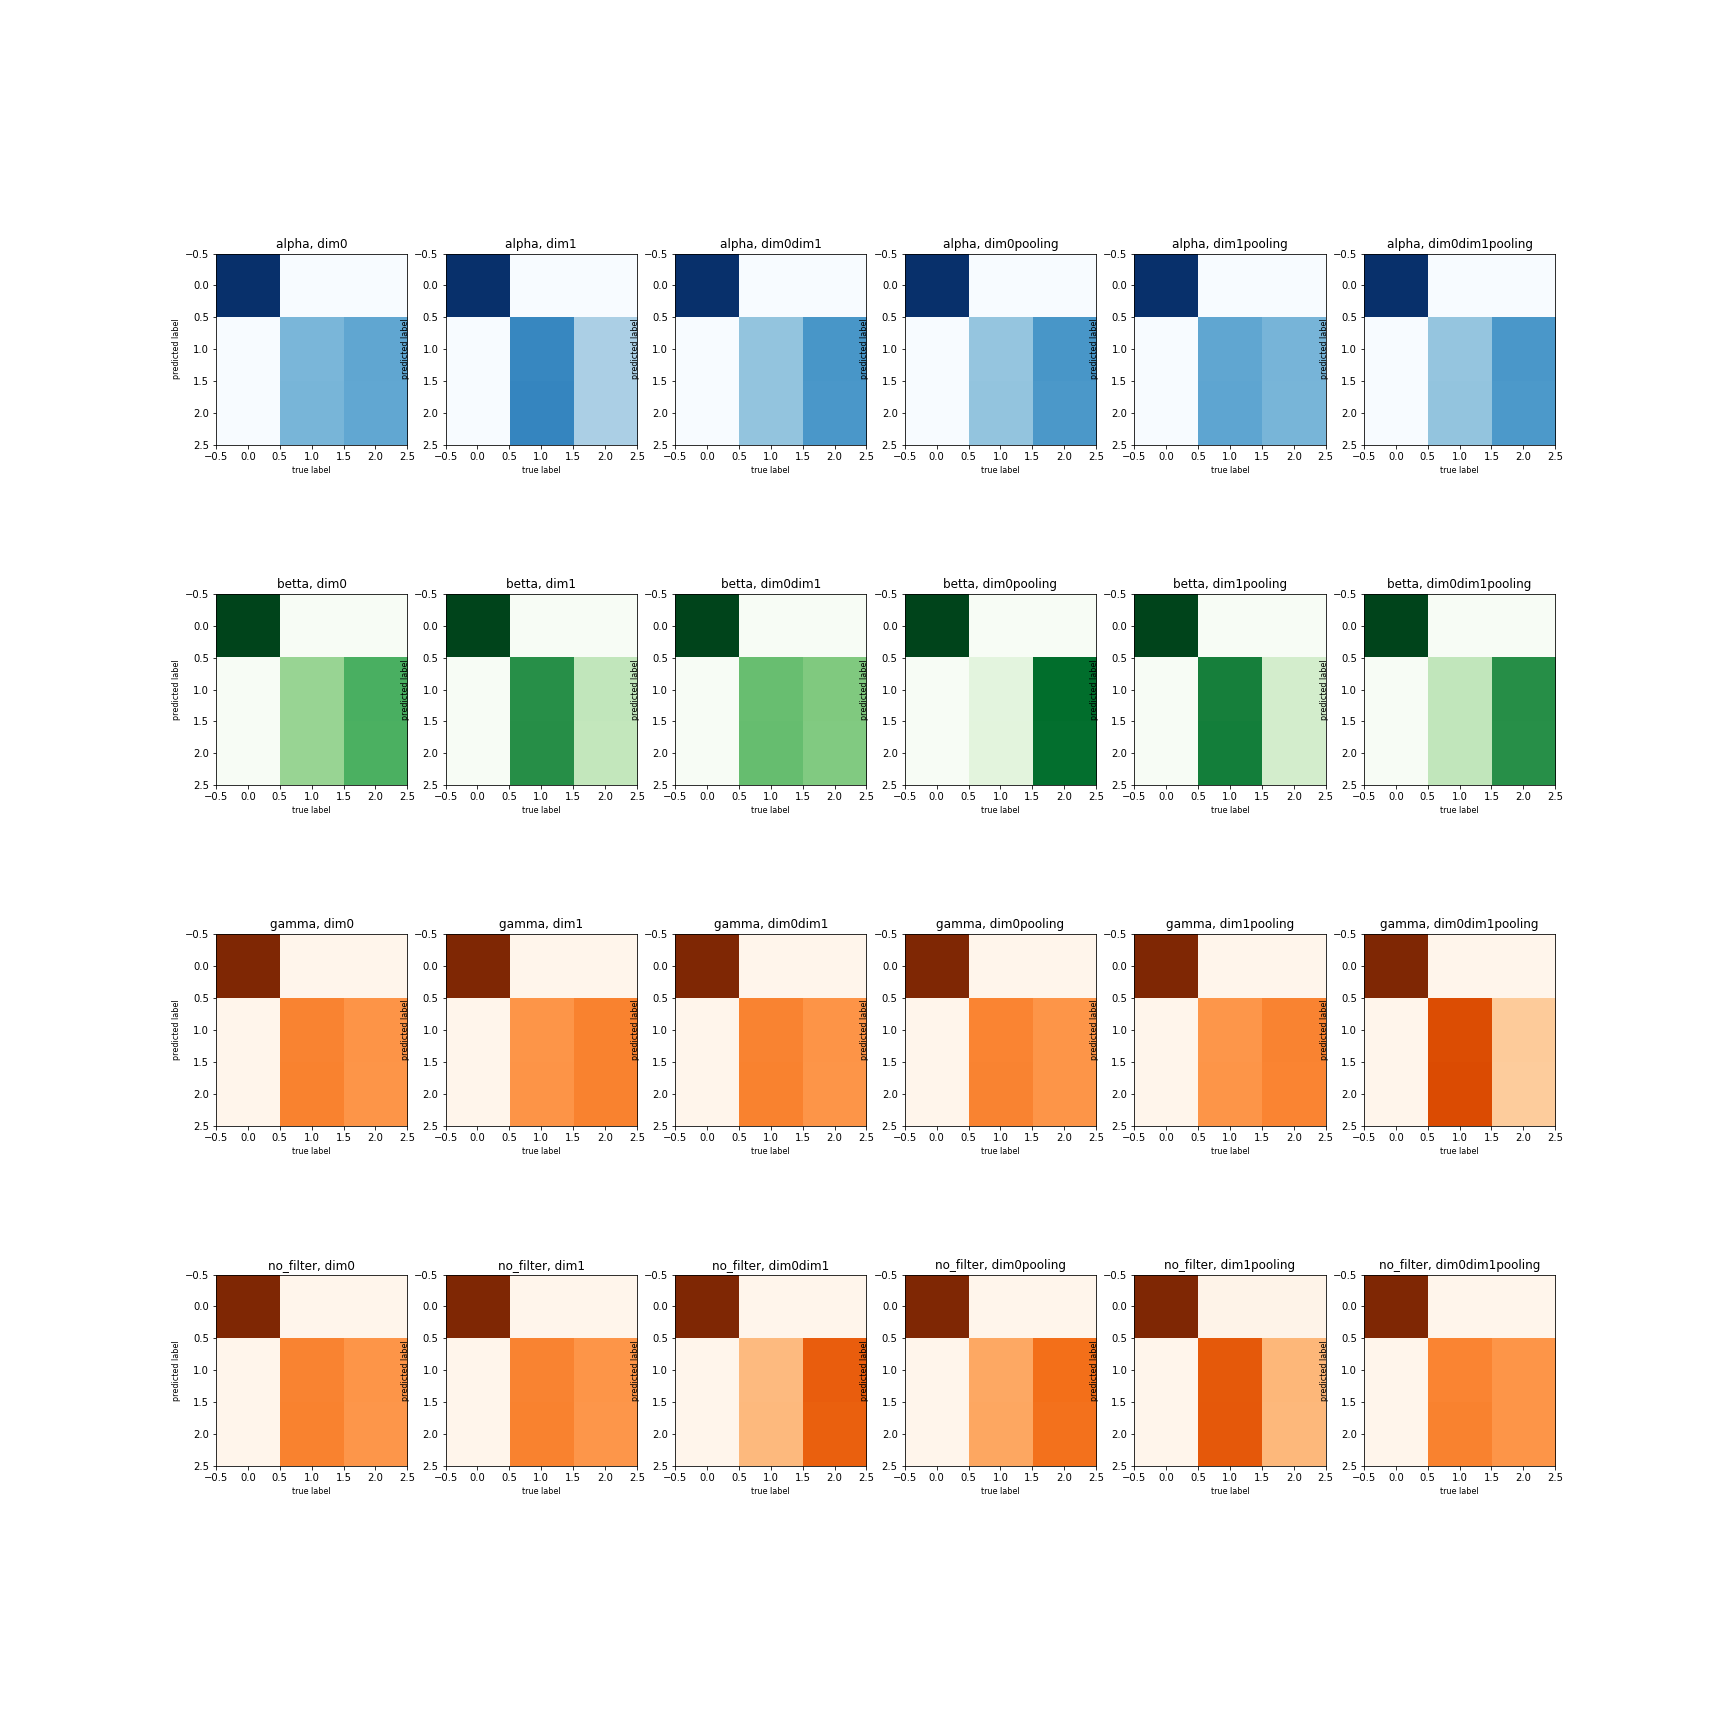 alpha, dim0 alpha, dim1 alpha, dim0dim1 alpha, dim0pooling alpha, dim1pooling alpha, dim0dim1pooling
−0.5 −0.5 −0.5 −0.5 −0.5 −0.5
0.0 0.0 0.0 0.0 0.0 0.0
0.5 0.5 0.5 0.5 0.5 0.5
predicted label predicted label predicted label predicted label predicted label predicted label
1.0 1.0 1.0 1.0 1.0 1.0
1.5 1.5 1.5 1.5 1.5 1.5
2.0 2.0 2.0 2.0 2.0 2.0
2.5 2.5 2.5 2.5 2.5 2.5
−0.5 0.0 0.5 1.0 1.5 2.0 2.5 −0.5 0.0 0.5 1.0 1.5 2.0 2.5 −0.5 0.0 0.5 1.0 1.5 2.0 2.5 −0.5 0.0 0.5 1.0 1.5 2.0 2.5 −0.5 0.0 0.5 1.0 1.5 2.0 2.5 −0.5 0.0 0.5 1.0 1.5 2.0 2.5
true label true label true label true label true label true label
betta, dim0 betta, dim1 betta, dim0dim1 betta, dim0pooling betta, dim1pooling betta, dim0dim1pooling
−0.5 −0.5 −0.5 −0.5 −0.5 −0.5
0.0 0.0 0.0 0.0 0.0 0.0
0.5 0.5 0.5 0.5 0.5 0.5
predicted label predicted label predicted label predicted label predicted label predicted label
1.0 1.0 1.0 1.0 1.0 1.0
1.5 1.5 1.5 1.5 1.5 1.5
2.0 2.0 2.0 2.0 2.0 2.0
2.5 2.5 2.5 2.5 2.5 2.5
−0.5 0.0 0.5 1.0 1.5 2.0 2.5 −0.5 0.0 0.5 1.0 1.5 2.0 2.5 −0.5 0.0 0.5 1.0 1.5 2.0 2.5 −0.5 0.0 0.5 1.0 1.5 2.0 2.5 −0.5 0.0 0.5 1.0 1.5 2.0 2.5 −0.5 0.0 0.5 1.0 1.5 2.0 2.5
true label true label true label true label true label true label
gamma, dim0 gamma, dim1 gamma, dim0dim1 gamma, dim0pooling gamma, dim1pooling gamma, dim0dim1pooling
−0.5 −0.5 −0.5 −0.5 −0.5 −0.5
0.0 0.0 0.0 0.0 0.0 0.0
0.5 0.5 0.5 0.5 0.5 0.5
predicted label predicted label predicted label predicted label predicted label predicted label
1.0 1.0 1.0 1.0 1.0 1.0
1.5 1.5 1.5 1.5 1.5 1.5
2.0 2.0 2.0 2.0 2.0 2.0
2.5 2.5 2.5 2.5 2.5 2.5
−0.5 0.0 0.5 1.0 1.5 2.0 2.5 −0.5 0.0 0.5 1.0 1.5 2.0 2.5 −0.5 0.0 0.5 1.0 1.5 2.0 2.5 −0.5 0.0 0.5 1.0 1.5 2.0 2.5 −0.5 0.0 0.5 1.0 1.5 2.0 2.5 −0.5 0.0 0.5 1.0 1.5 2.0 2.5
true label true label true label true label true label true label
no_filter, dim0 no_filter, dim1 no_filter, dim0dim1 no_filter, dim0pooling no_filter, dim1pooling no_filter, dim0dim1pooling
−0.5 −0.5 −0.5 −0.5 −0.5 −0.5
0.0 0.0 0.0 0.0 0.0 0.0
0.5 0.5 0.5 0.5 0.5 0.5
predicted label predicted label predicted label predicted label predicted label predicted label
1.0 1.0 1.0 1.0 1.0 1.0
1.5 1.5 1.5 1.5 1.5 1.5
2.0 2.0 2.0 2.0 2.0 2.0
2.5 2.5 2.5 2.5 2.5 2.5
−0.5 0.0 0.5 1.0 1.5 2.0 2.5 −0.5 0.0 0.5 1.0 1.5 2.0 2.5 −0.5 0.0 0.5 1.0 1.5 2.0 2.5 −0.5 0.0 0.5 1.0 1.5 2.0 2.5 −0.5 0.0 0.5 1.0 1.5 2.0 2.5 −0.5 0.0 0.5 1.0 1.5 2.0 2.5
true label true label true label true label true label true label